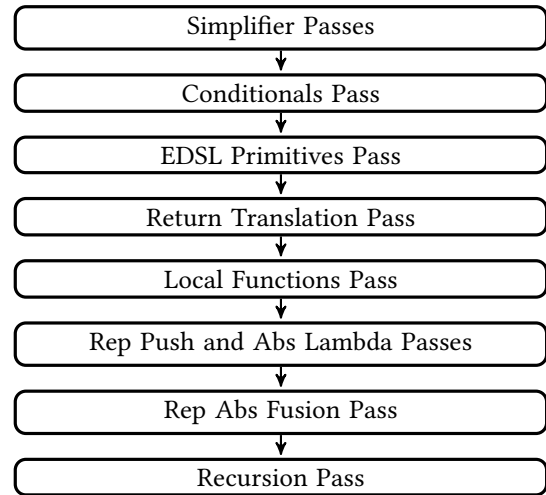 Simplifier Passes
Conditionals Pass
EDSL Primitives Pass
Return Translation Pass
Local Functions Pass
Rep Push and Abs Lambda Passes
Rep Abs Fusion Pass
Recursion Pass